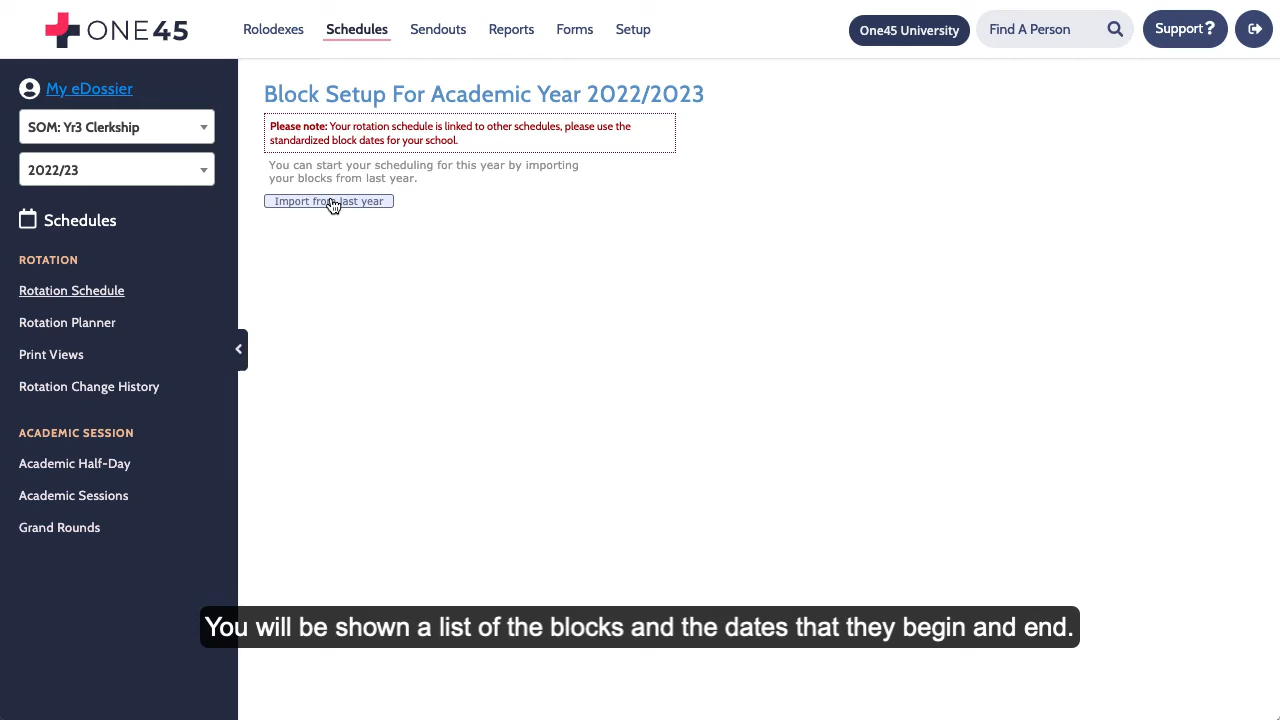 ONE45
Rolodexes
Schedules
Sendouts
Reports
Forms
Setup
One45 University
Find A Person
Support?
My eDossier
SOM: Yr3 Clerkship
2022/23
Schedules
ROTATION
Rotation Schedule
Rotation Planner
Print Views
Rotation Change History
ACADEMIC SESSION
Academic Half-Day
Academic Sessions
Grand Rounds
Block Setup For Academic Year 2022/2023
Please note: Your rotation schedule is linked to other schedules, please use the
standardized block dates for your school.
You can start your scheduling for this year by importing
your blocks from last year.
Import from last year
You will be shown a list of the blocks and the dates that they begin and end.